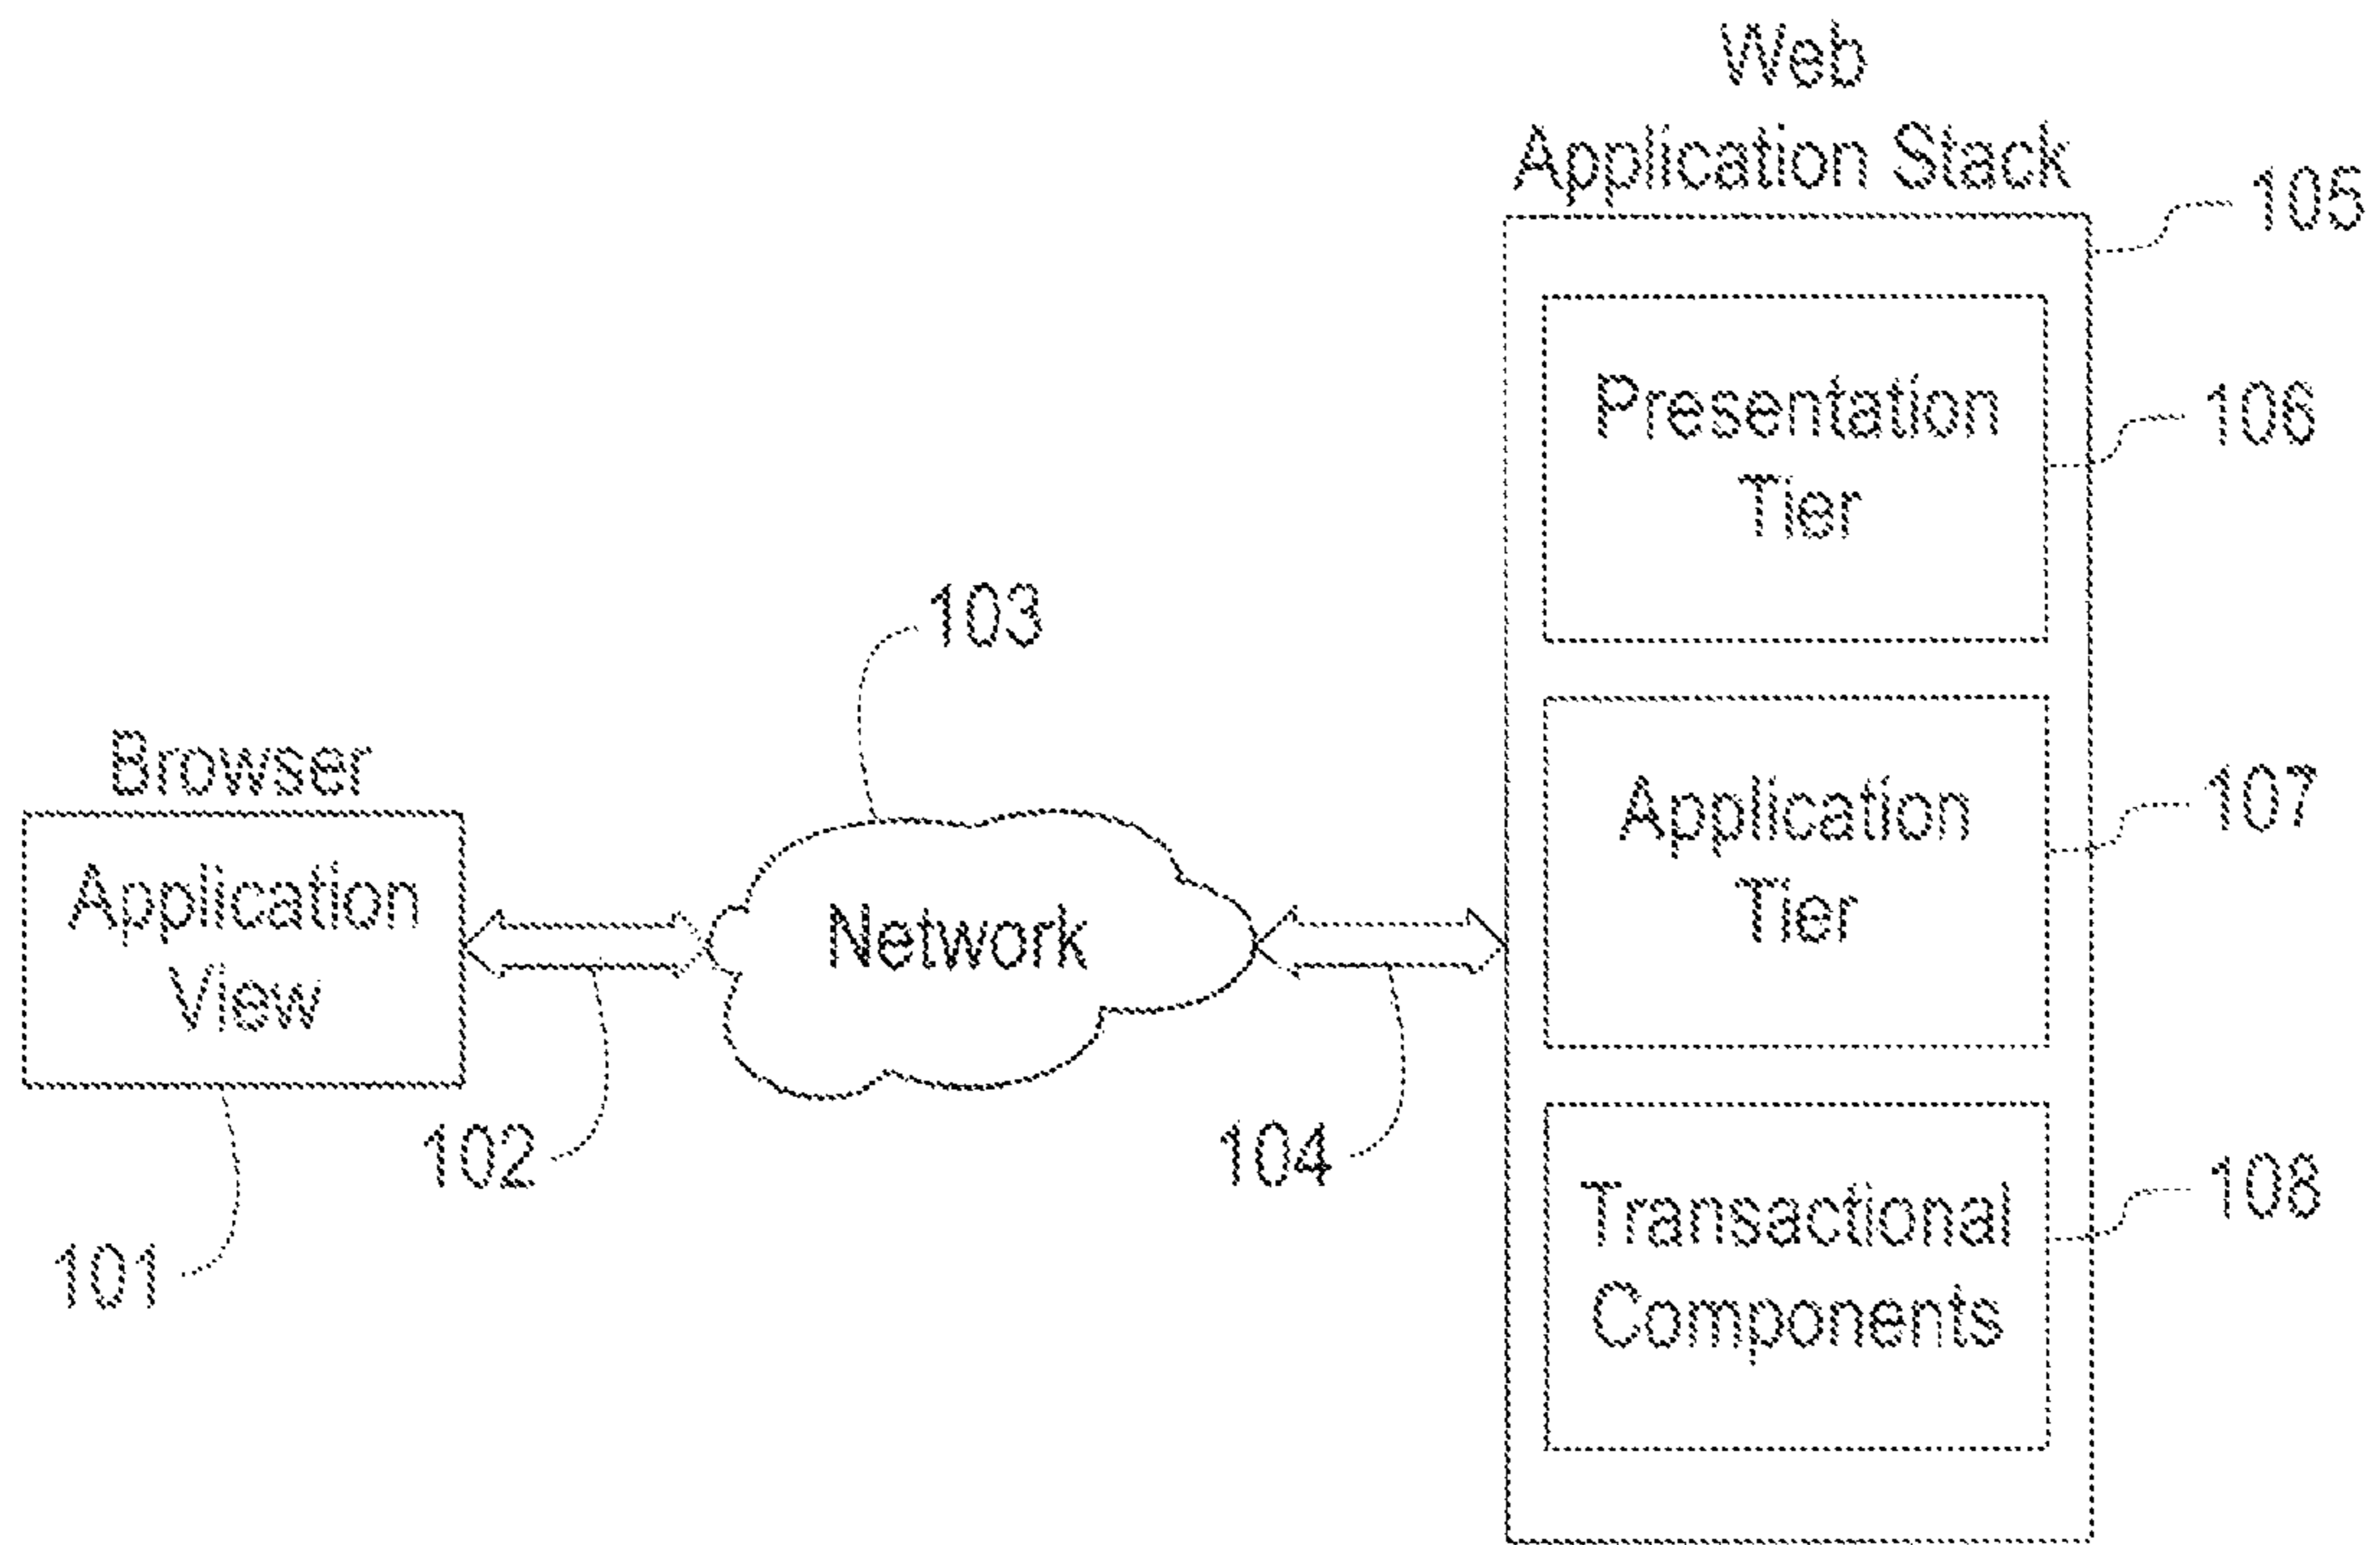 Web
Application Stack
105
Presentation
Tier
106
103
Browser
Application
View
Network
Application
Tier
107
102
104
Transactional
Components
108
101